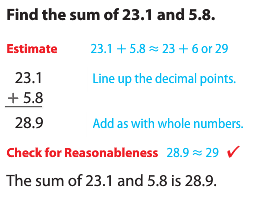 Find the sum of 23.1 and 5.8.
Estimate 23.1 + 5.8 ≈ 23 + 6 or 29
23.1 Line up the decimal points.
+ 5.8
28.9 Add as with whole numbers.
Check for Reasonableness 28.9 ≈ 29 ✓
The sum of 23.1 and 5.8 is 28.9.